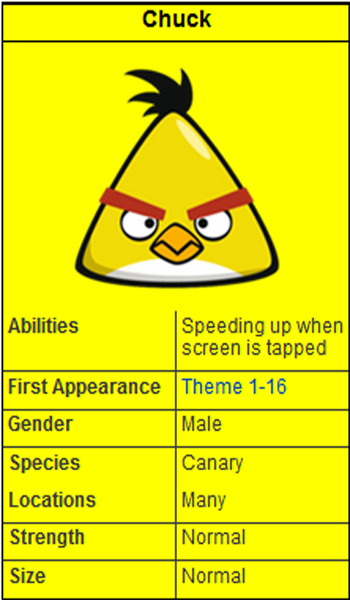 Chuck
Abilities
Speeding up when
screen is tapped
First Appearance
Theme 1-16
Gender
Male
Species
Canary
Locations
Many
Strength
Normal
Size
Normal